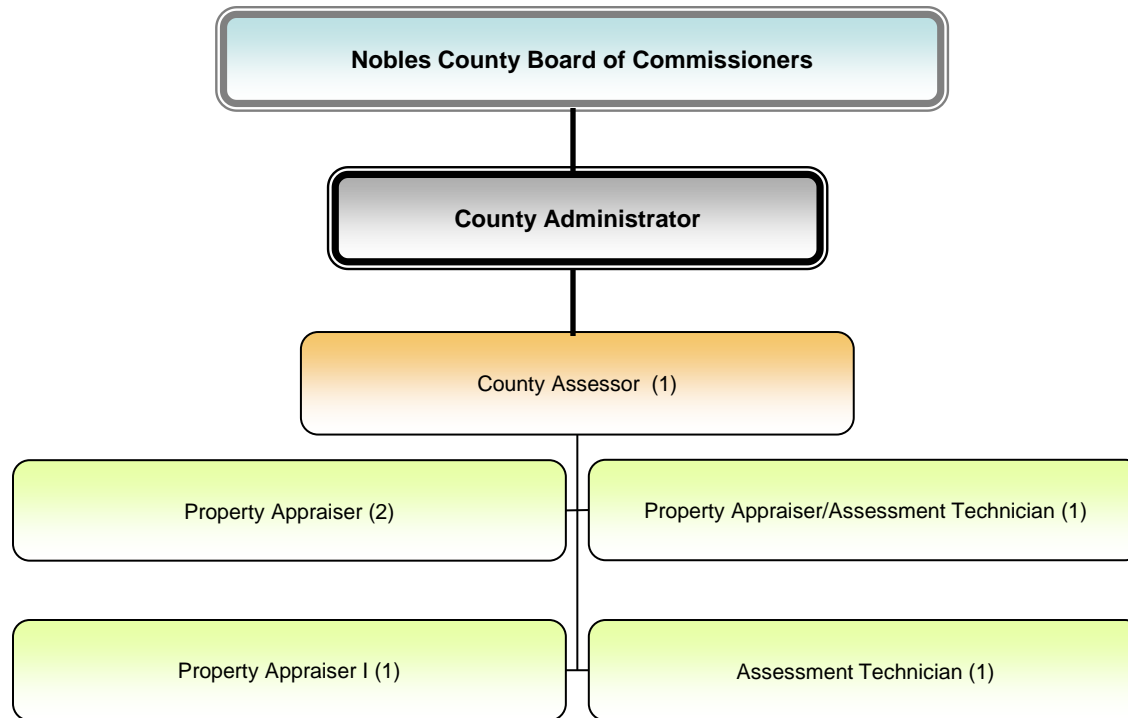 Nobles County Board of Commissioners
County Administrator
County Assessor  (1)
Property Appraiser (2)
Property Appraiser/Assessment Technician (1)
Property Appraiser I (1)
Assessment Technician (1)